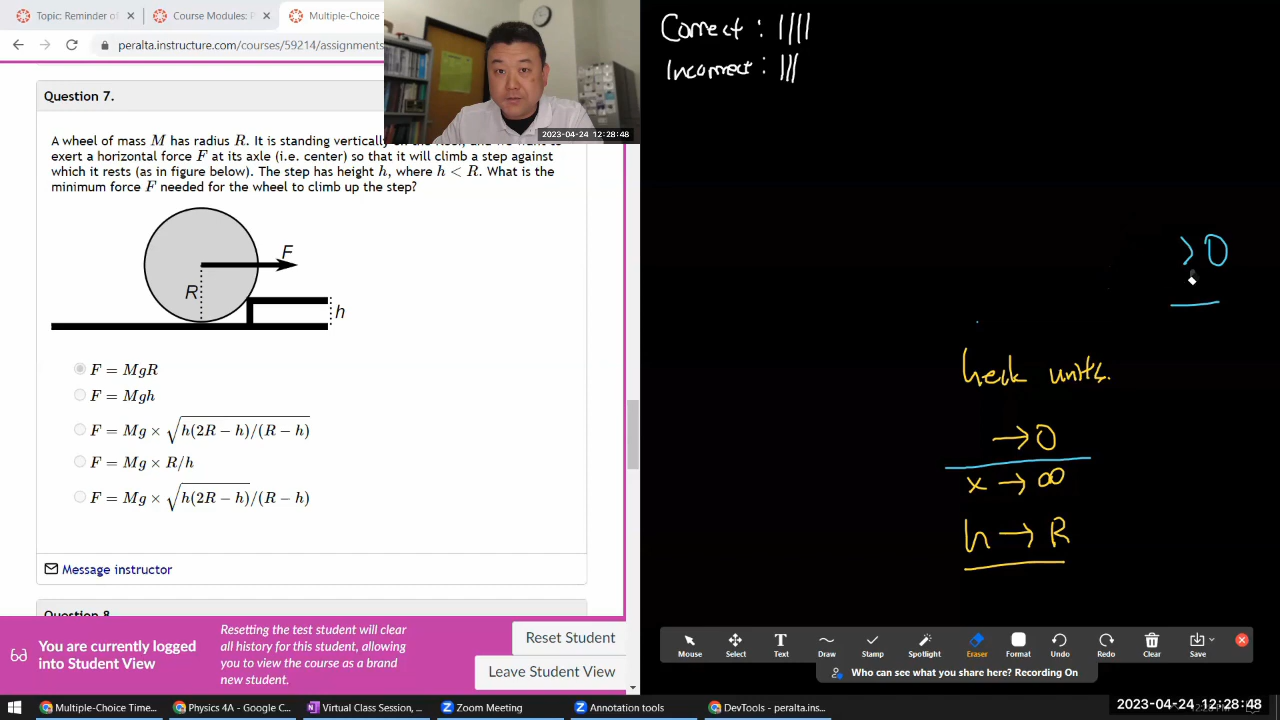 Topic: Reminder of
Course Modules: P
Multiple-Choice
peralta.instructure.com/courses/59214/assignments
2023-04-24 12:28:48
Question 7.
A wheel of mass M has radius R. It is standing vertically
exert a horizontal force F at its axle (i.e. center) so that it will climb a step against
which it rests (as in figure below). The step has height h, where h < R. What is the
minimum force F needed for the wheel to climb up the step?
F
R
h
F = MgR
F = Mgh
F = Mg × √(h(2R − h)/(R − h))
F = Mg × R/h
F = Mg × √(h(2R − h))/(R − h)
Message instructor
Question 8
You are currently logged
into Student View
Resetting the test student will clear
all history for this student, allowing
you to view the course as a brand
new student.
Reset Student
Leave Student View
Correct : ||||
Incorrect : |||
> 0
heck units.
→ 0
x → ∞
h → R
Mouse
Select
Text
Draw
Stamp
Spotlight
Eraser
Format
Undo
Redo
Clear
Save
Who can see what you share here? Recording On
Multiple-Choice Time...
Physics 4A - Google C...
Virtual Class Session, ...
Zoom Meeting
Annotation tools
DevTools - peralta.ins...
2023-04-24 12:28:48